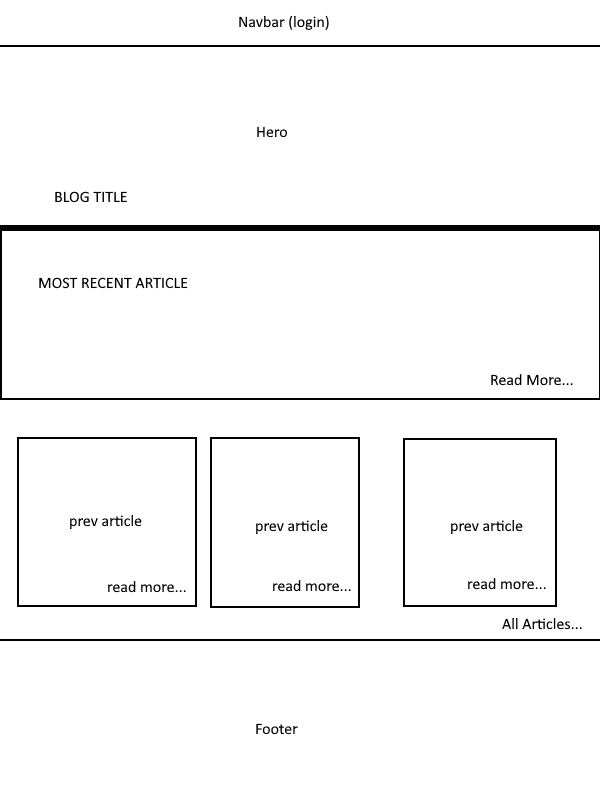 Navbar (login)
Hero
BLOG TITLE
MOST RECENT ARTICLE
Read More...
prev article
read more...
prev article
read more...
prev article
read more...
All Articles...
Footer